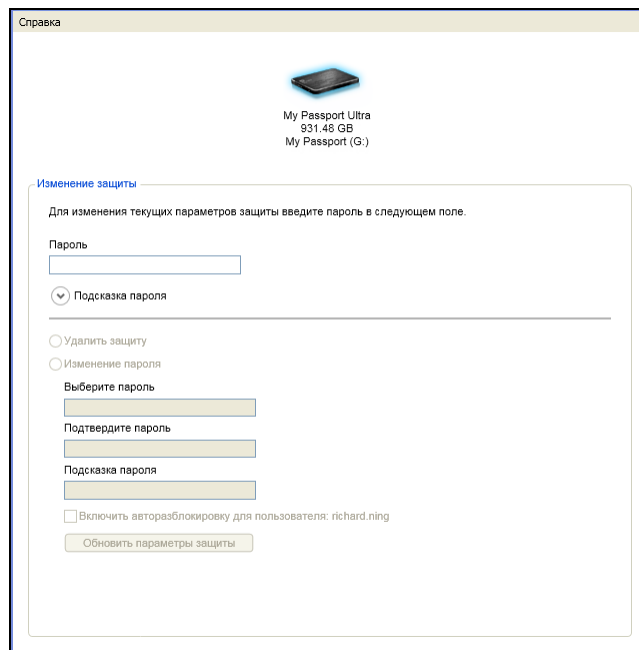 Справка
My Passport Ultra
931.48 GB
My Passport (G:)
Изменение защиты
Для изменения текущих параметров защиты введите пароль в следующем поле.
Пароль
Подсказка пароля
Удалить защиту
Изменение пароля
Выберите пароль
Подтвердите пароль
Подсказка пароля
Включить авторазблокировку для пользователя: richard.ning
Обновить параметры защиты